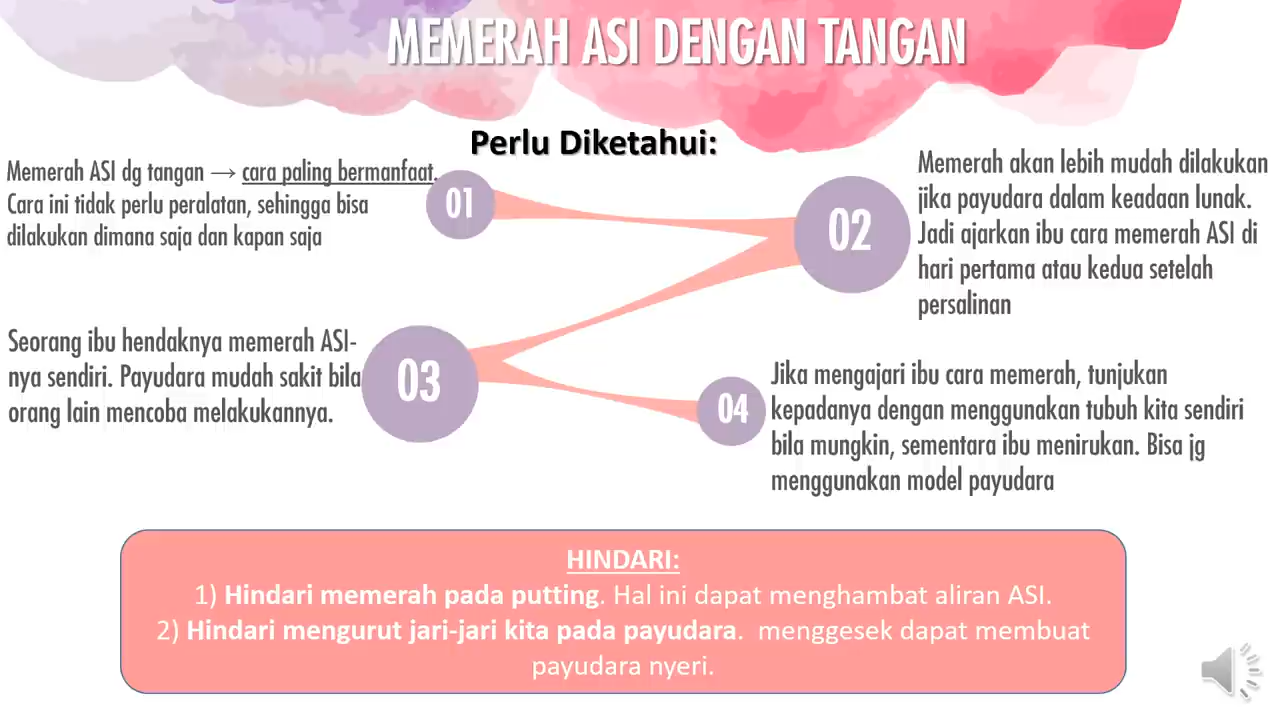 MEMERAH ASI DENGAN TANGAN
Perlu Diketahui:
01
Memerah ASI dg tangan → cara paling bermanfaat.
Cara ini tidak perlu peralatan, sehingga bisa
dilakukan dimana saja dan kapan saja
02
Memerah akan lebih mudah dilakukan
jika payudara dalam keadaan lunak.
Jadi ajarkan ibu cara memerah ASI di
hari pertama atau kedua setelah
persalinan
03
Seorang ibu hendaknya memerah ASI-
nya sendiri. Payudara mudah sakit bila
orang lain mencoba melakukannya.
04
Jika mengajari ibu cara memerah, tunjukan
kepadanya dengan menggunakan tubuh kita sendiri
bila mungkin, sementara ibu menirukan. Bisa jg
menggunakan model payudara
HINDARI:
1) Hindari memerah pada putting. Hal ini dapat menghambat aliran ASI.
2) Hindari mengurut jari-jari kita pada payudara. menggesek dapat membuat
payudara nyeri.